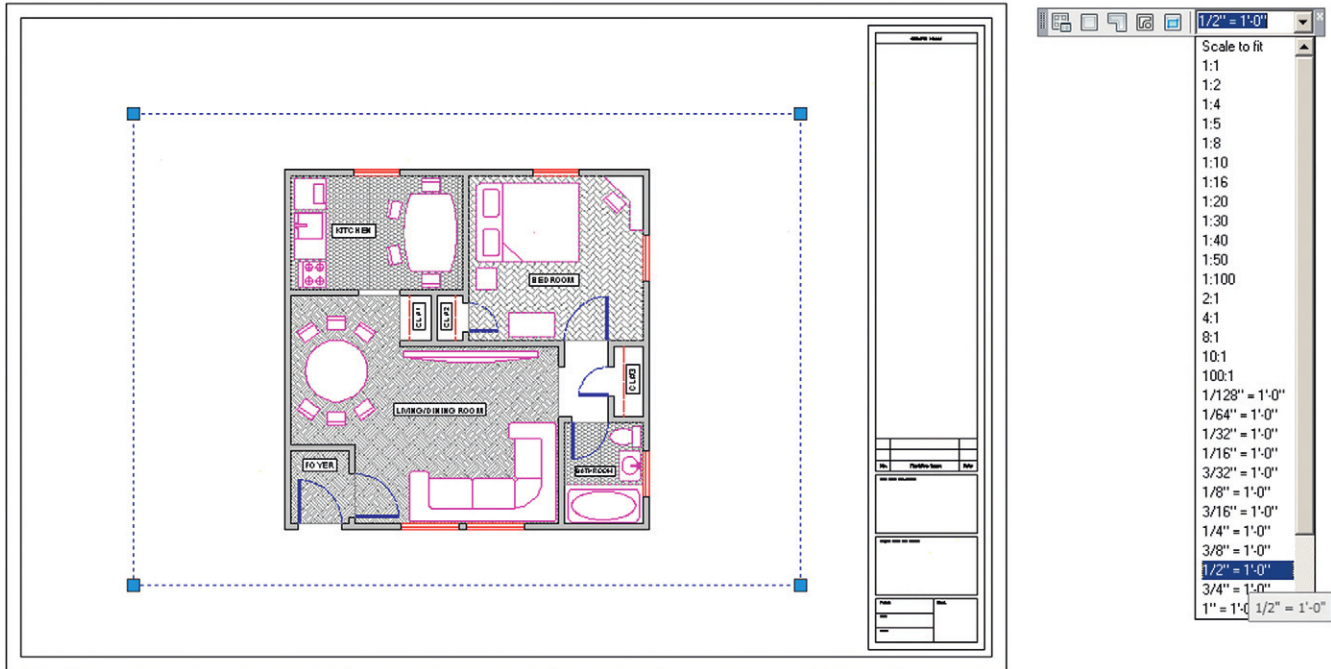 KITCHEN
BEDROOM
CL#1
CL#2
CL#3
LIVING/DINING ROOM
FOYER
BATHROOM
No.
Date
1/2" = 1'-0"
Scale to fit
1:1
1:2
1:4
1:5
1:8
1:10
1:16
1:20
1:30
1:40
1:50
1:100
2:1
4:1
8:1
10:1
100:1
1/128" = 1'-0"
1/64" = 1'-0"
1/32" = 1'-0"
1/16" = 1'-0"
3/32" = 1'-0"
1/8" = 1'-0"
3/16" = 1'-0"
1/4" = 1'-0"
3/8" = 1'-0"
1/2" = 1'-0"
3/4" = 1'-0"
1" = 1'-0
1/2" = 1'-0"